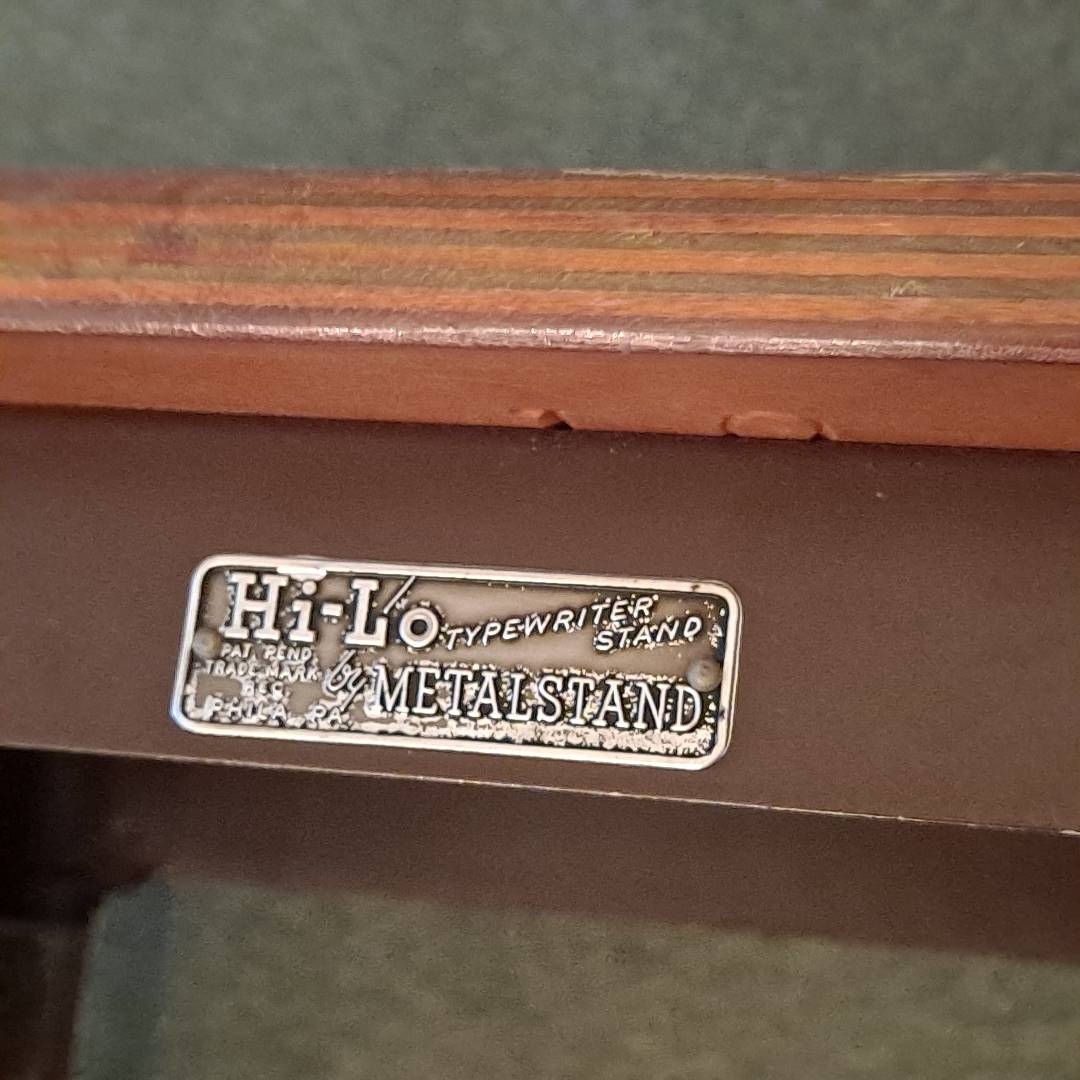 Hi-Lo TYPEWRITER
STAND
PAT. PEND.
TRADE MARK
REG.
PHILA. PA.
by METALSTAND